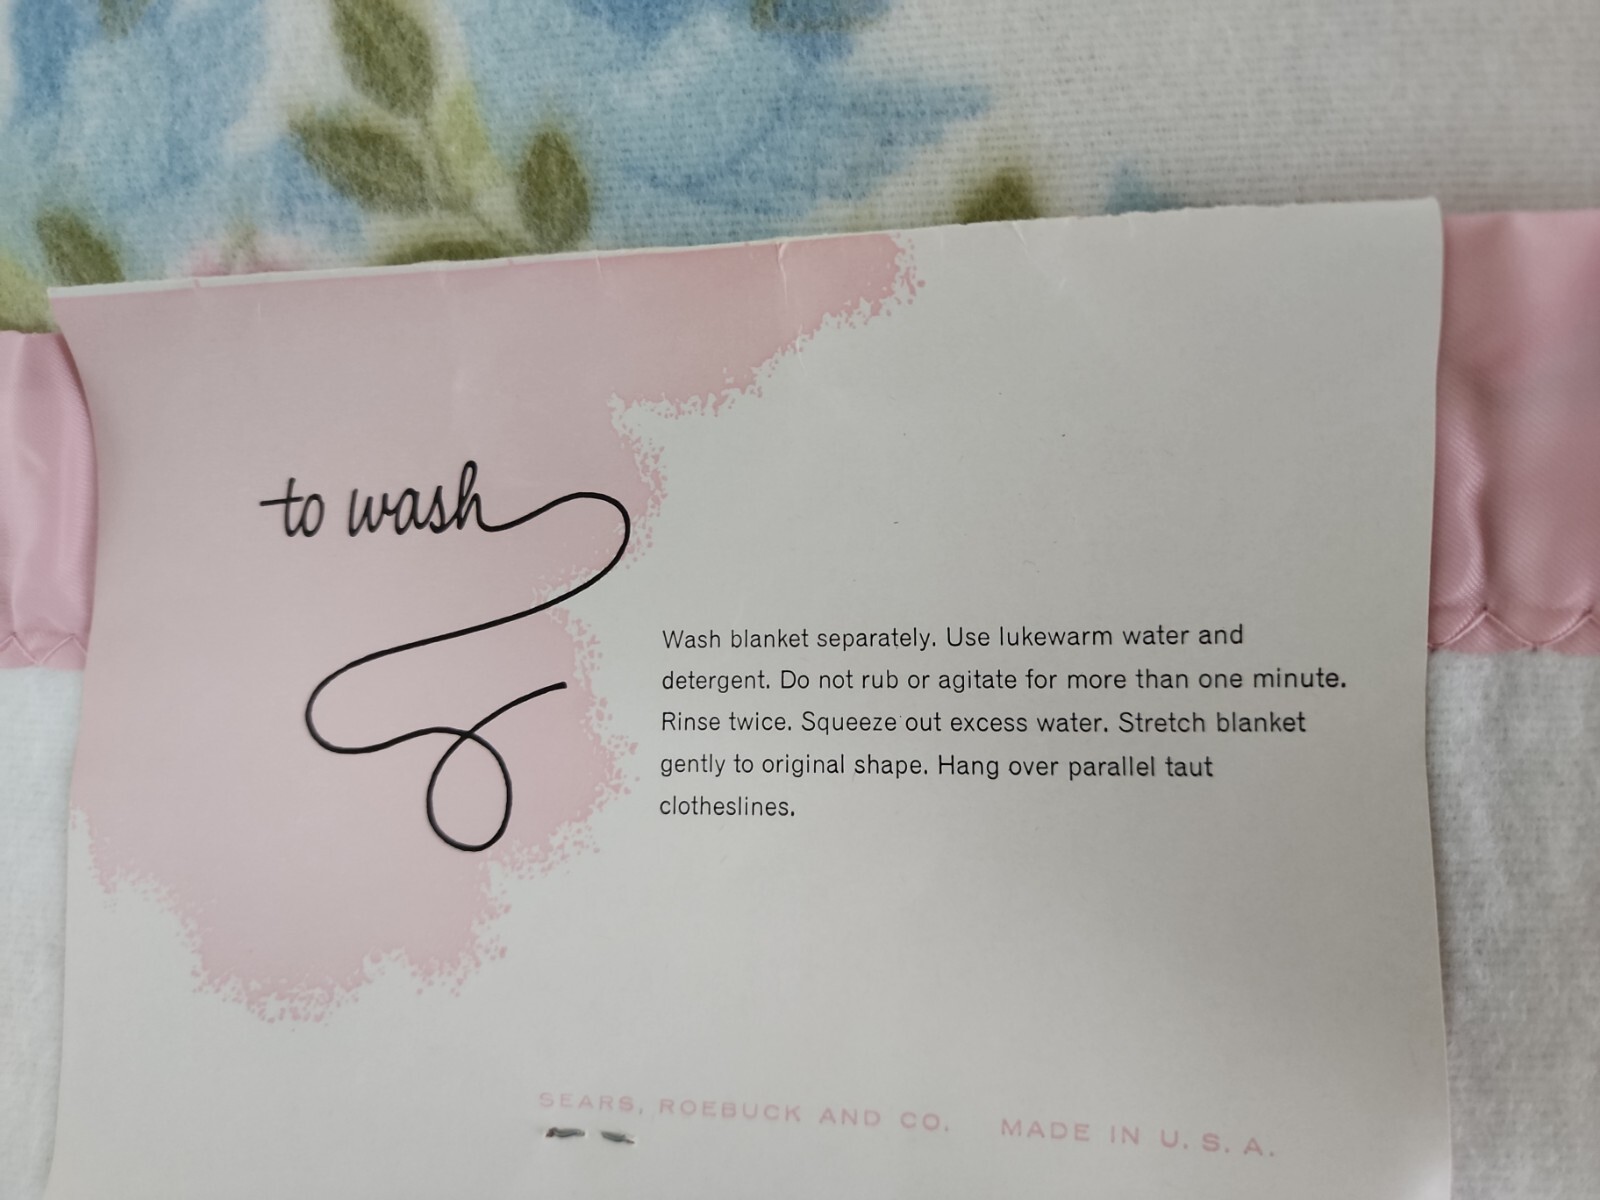 to wash
Wash blanket separately. Use lukewarm water and
detergent. Do not rub or agitate for more than one minute.
Rinse twice. Squeeze out excess water. Stretch blanket
gently to original shape. Hang over parallel taut
clotheslines.
SEARS, ROEBUCK AND CO. MADE IN U. S. A.